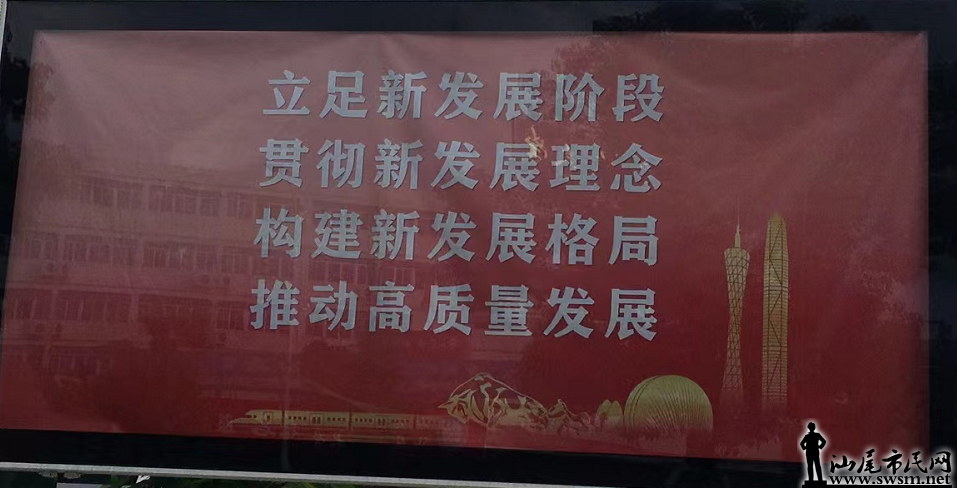 立足新发展阶段
贯彻新发展理念
构建新发展格局
推动高质量发展
汕尾市民网
www.swsm.net